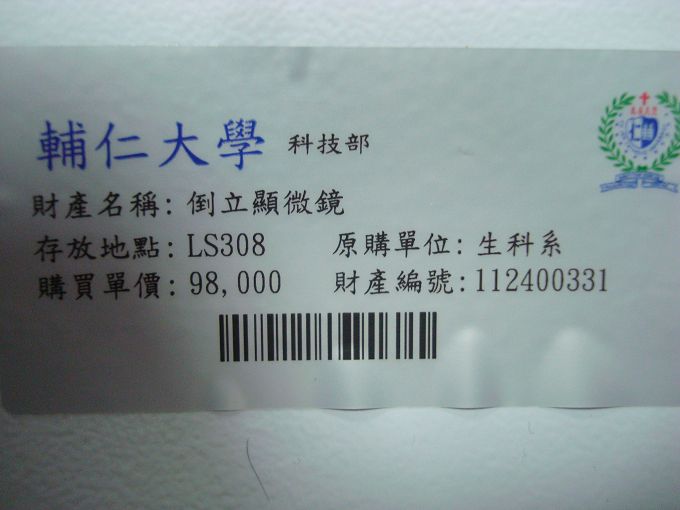 輔仁大學 科技部
財產名稱: 倒立顯微鏡
存放地點: LS308 原購單位: 生科系
購買單價: 98,000 財產編號: 112400331